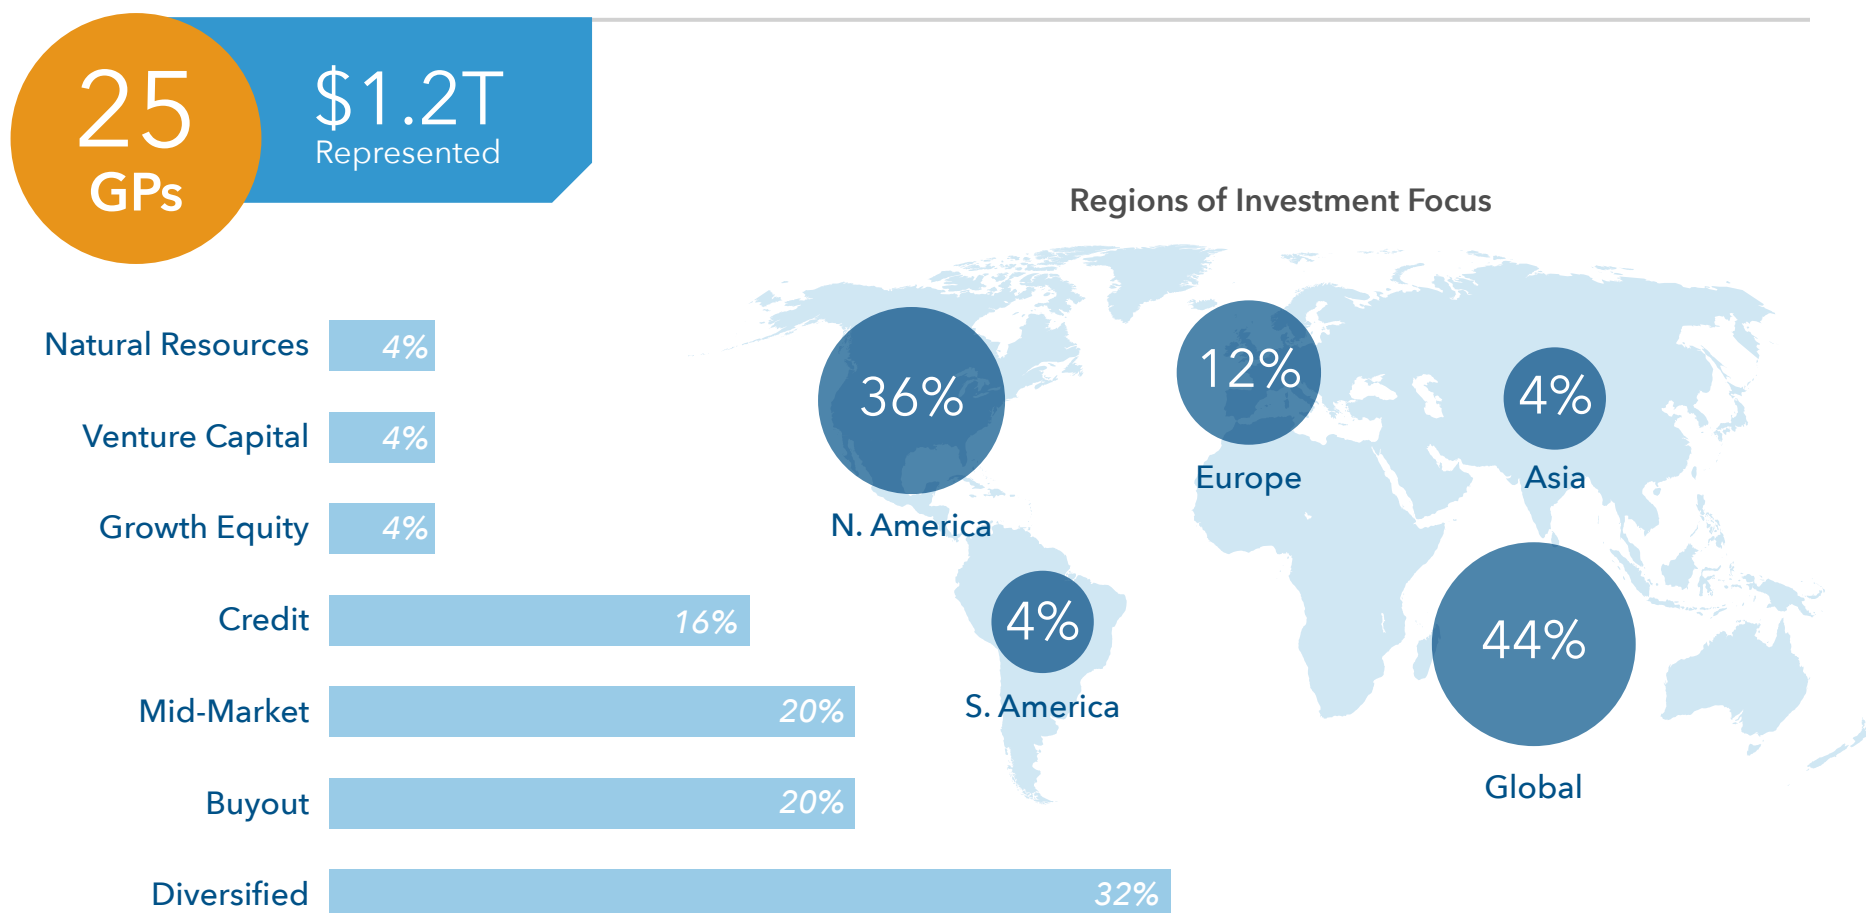 25
GPs
$1.2T
Represented
Regions of Investment Focus
Natural Resources 4%
Venture Capital 4%
Growth Equity 4%
Credit 16%
Mid-Market 20%
Buyout 20%
Diversified 32%
36%
N. America
12%
Europe
4%
Asia
4%
S. America
44%
Global